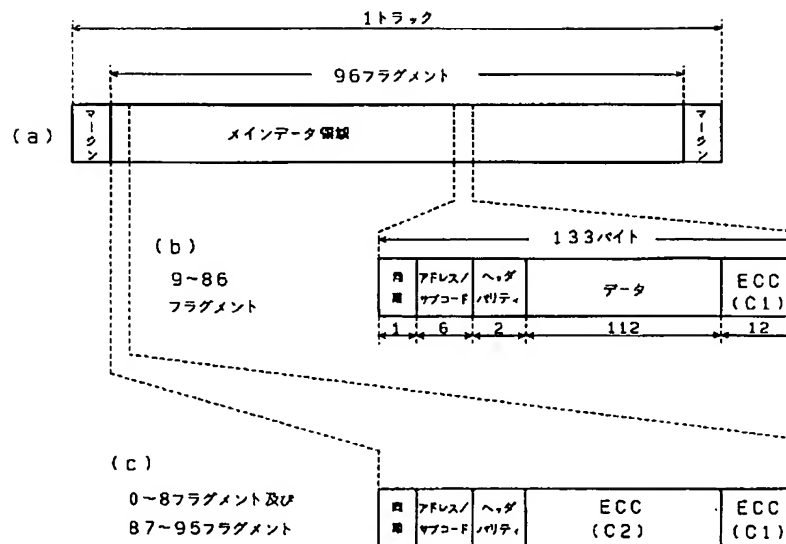 1トラック
96フラグメント
(a)
マージン
メインデータ領域
マージン
(b)
9~86
フラグメント
133バイト
同期
アドレス/
サブコード
ヘッダ
パリティ
データ
ECC
(C1)
1
6
2
112
12
(c)
0~8フラグメント及び
87~95フラグメント
同期
アドレス/
サブコード
ヘッダ
パリティ
ECC
(C2)
ECC
(C1)